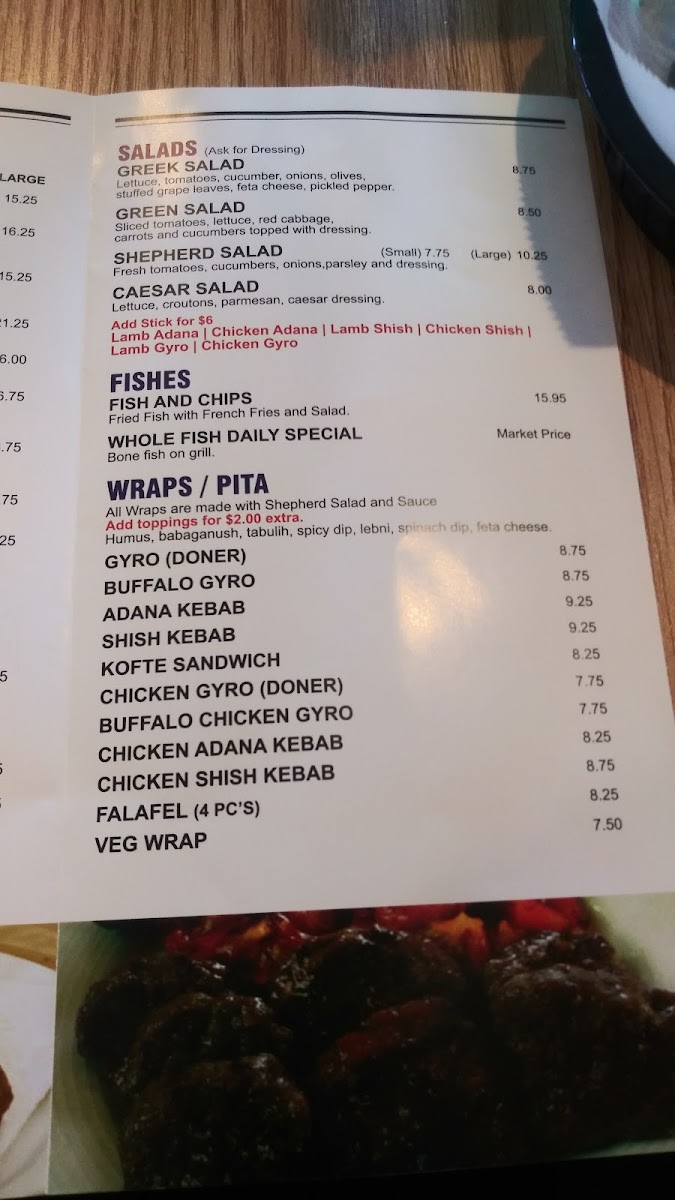 LARGE
15.25
16.25
15.25
21.25
6.00
6.75
.75
75
25
5
5
SALADS (Ask for Dressing)
GREEK SALAD 8.75
Lettuce, tomatoes, cucumber, onions, olives,
stuffed grape leaves, feta cheese, pickled pepper.
GREEN SALAD 8.50
Sliced tomatoes, lettuce, red cabbage,
carrots and cucumbers topped with dressing.
SHEPHERD SALAD (Small) 7.75 (Large) 10.25
Fresh tomatoes, cucumbers, onions,parsley and dressing.
CAESAR SALAD 8.00
Lettuce, croutons, parmesan, caesar dressing.
Add Stick for $6
Lamb Adana | Chicken Adana | Lamb Shish | Chicken Shish |
Lamb Gyro | Chicken Gyro
FISHES
FISH AND CHIPS 15.95
Fried Fish with French Fries and Salad.
WHOLE FISH DAILY SPECIAL Market Price
Bone fish on grill.
WRAPS / PITA
All Wraps are made with Shepherd Salad and Sauce
Add toppings for $2.00 extra.
Humus, babaganush, tabulih, spicy dip, lebni, spinach dip, feta cheese.
GYRO (DONER) 8.75
BUFFALO GYRO 8.75
ADANA KEBAB 9.25
SHISH KEBAB 9.25
KOFTE SANDWICH 8.25
CHICKEN GYRO (DONER) 7.75
BUFFALO CHICKEN GYRO 7.75
CHICKEN ADANA KEBAB 8.25
CHICKEN SHISH KEBAB 8.75
FALAFEL (4 PC'S) 8.25
VEG WRAP 7.50